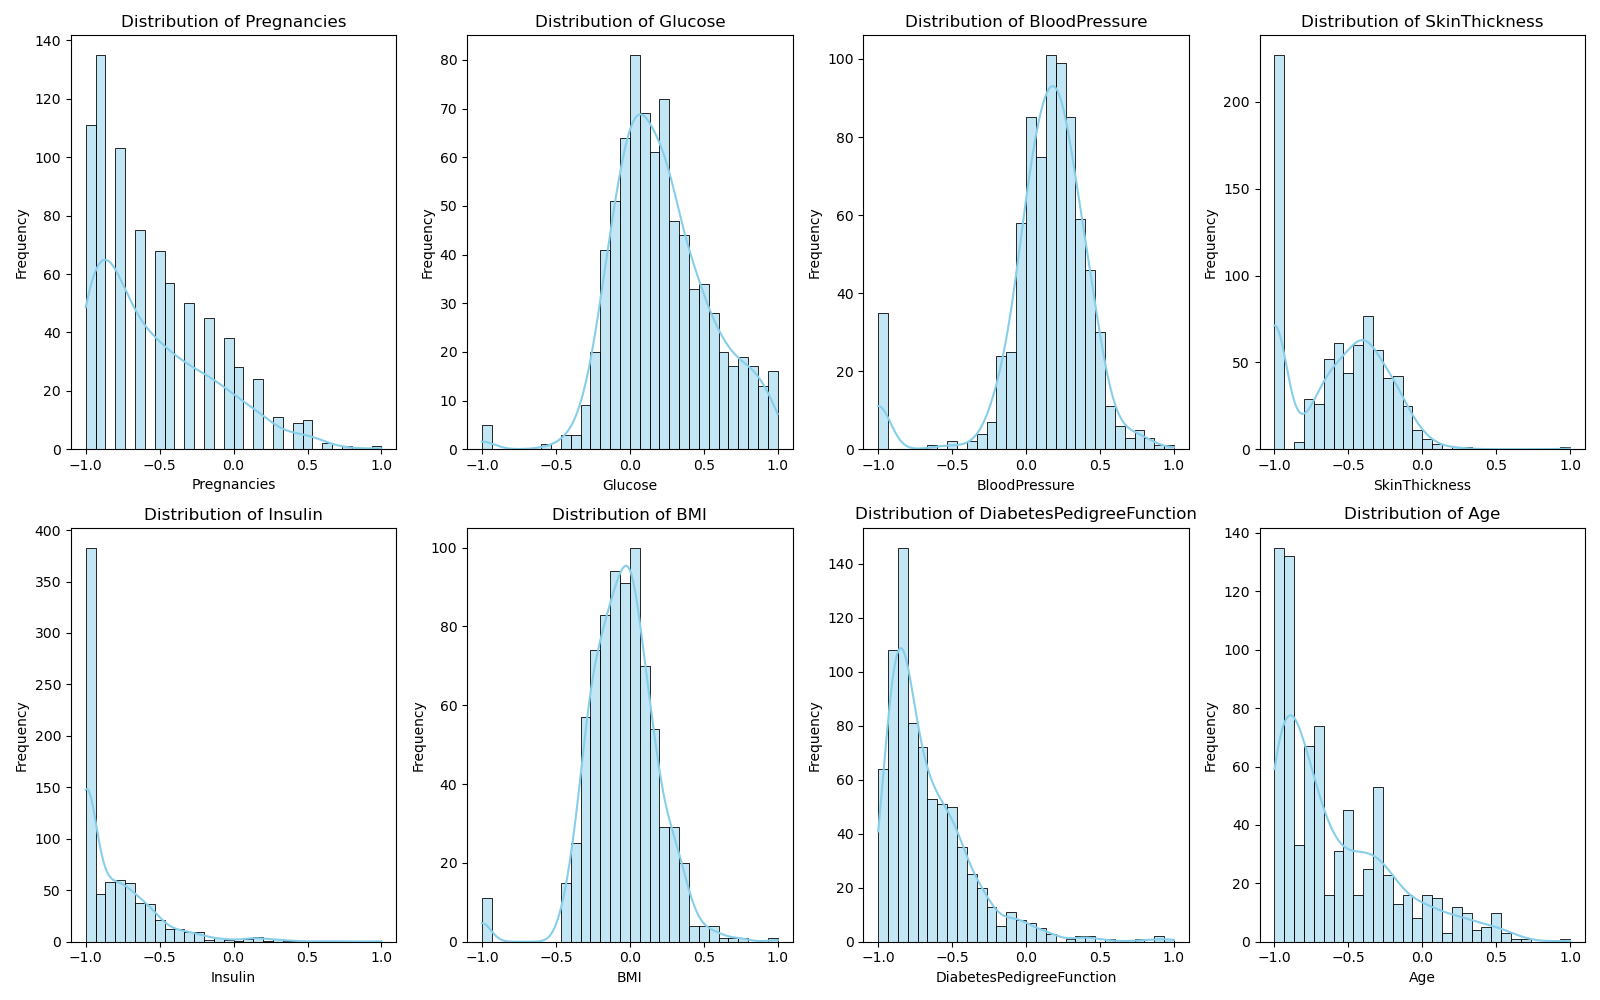 Distribution of Pregnancies
140
120
100
80
60
40
20
0
Frequency
−1.0 −0.5 0.0 0.5 1.0
Pregnancies
Distribution of Glucose
80
70
60
50
40
30
20
10
0
Frequency
−1.0 −0.5 0.0 0.5 1.0
Glucose
Distribution of BloodPressure
100
80
60
40
20
0
Frequency
−1.0 −0.5 0.0 0.5 1.0
BloodPressure
Distribution of SkinThickness
200
150
100
50
0
Frequency
−1.0 −0.5 0.0 0.5 1.0
SkinThickness
Distribution of Insulin
400
350
300
250
200
150
100
50
0
Frequency
−1.0 −0.5 0.0 0.5 1.0
Insulin
Distribution of BMI
100
80
60
40
20
0
Frequency
−1.0 −0.5 0.0 0.5 1.0
BMI
Distribution of DiabetesPedigreeFunction
140
120
100
80
60
40
20
0
Frequency
−1.0 −0.5 0.0 0.5 1.0
DiabetesPedigreeFunction
Distribution of Age
140
120
100
80
60
40
20
0
Frequency
−1.0 −0.5 0.0 0.5 1.0
Age